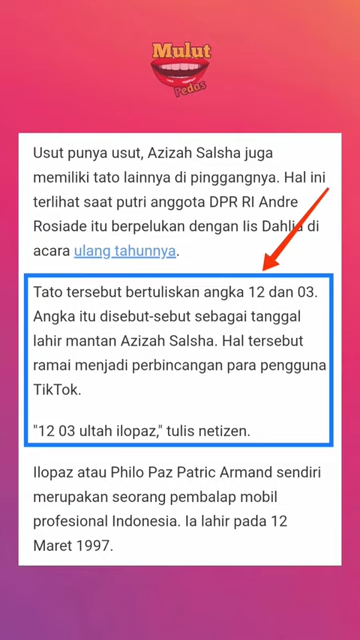 Mulut
Pedas
Usut punya usut, Azizah Salsha juga
memiliki tato lainnya di pinggangnya. Hal ini
terlihat saat putri anggota DPR RI Andre
Rosiade itu berpelukan dengan Iis Dahlia di
acara ulang tahunnya.
Tato tersebut bertuliskan angka 12 dan 03.
Angka itu disebut-sebut sebagai tanggal
lahir mantan Azizah Salsha. Hal tersebut
ramai menjadi perbincangan para pengguna
TikTok.
"12 03 ultah ilopaz," tulis netizen.
Ilopaz atau Philo Paz Patric Armand sendiri
merupakan seorang pembalap mobil
profesional Indonesia. Ia lahir pada 12
Maret 1997.